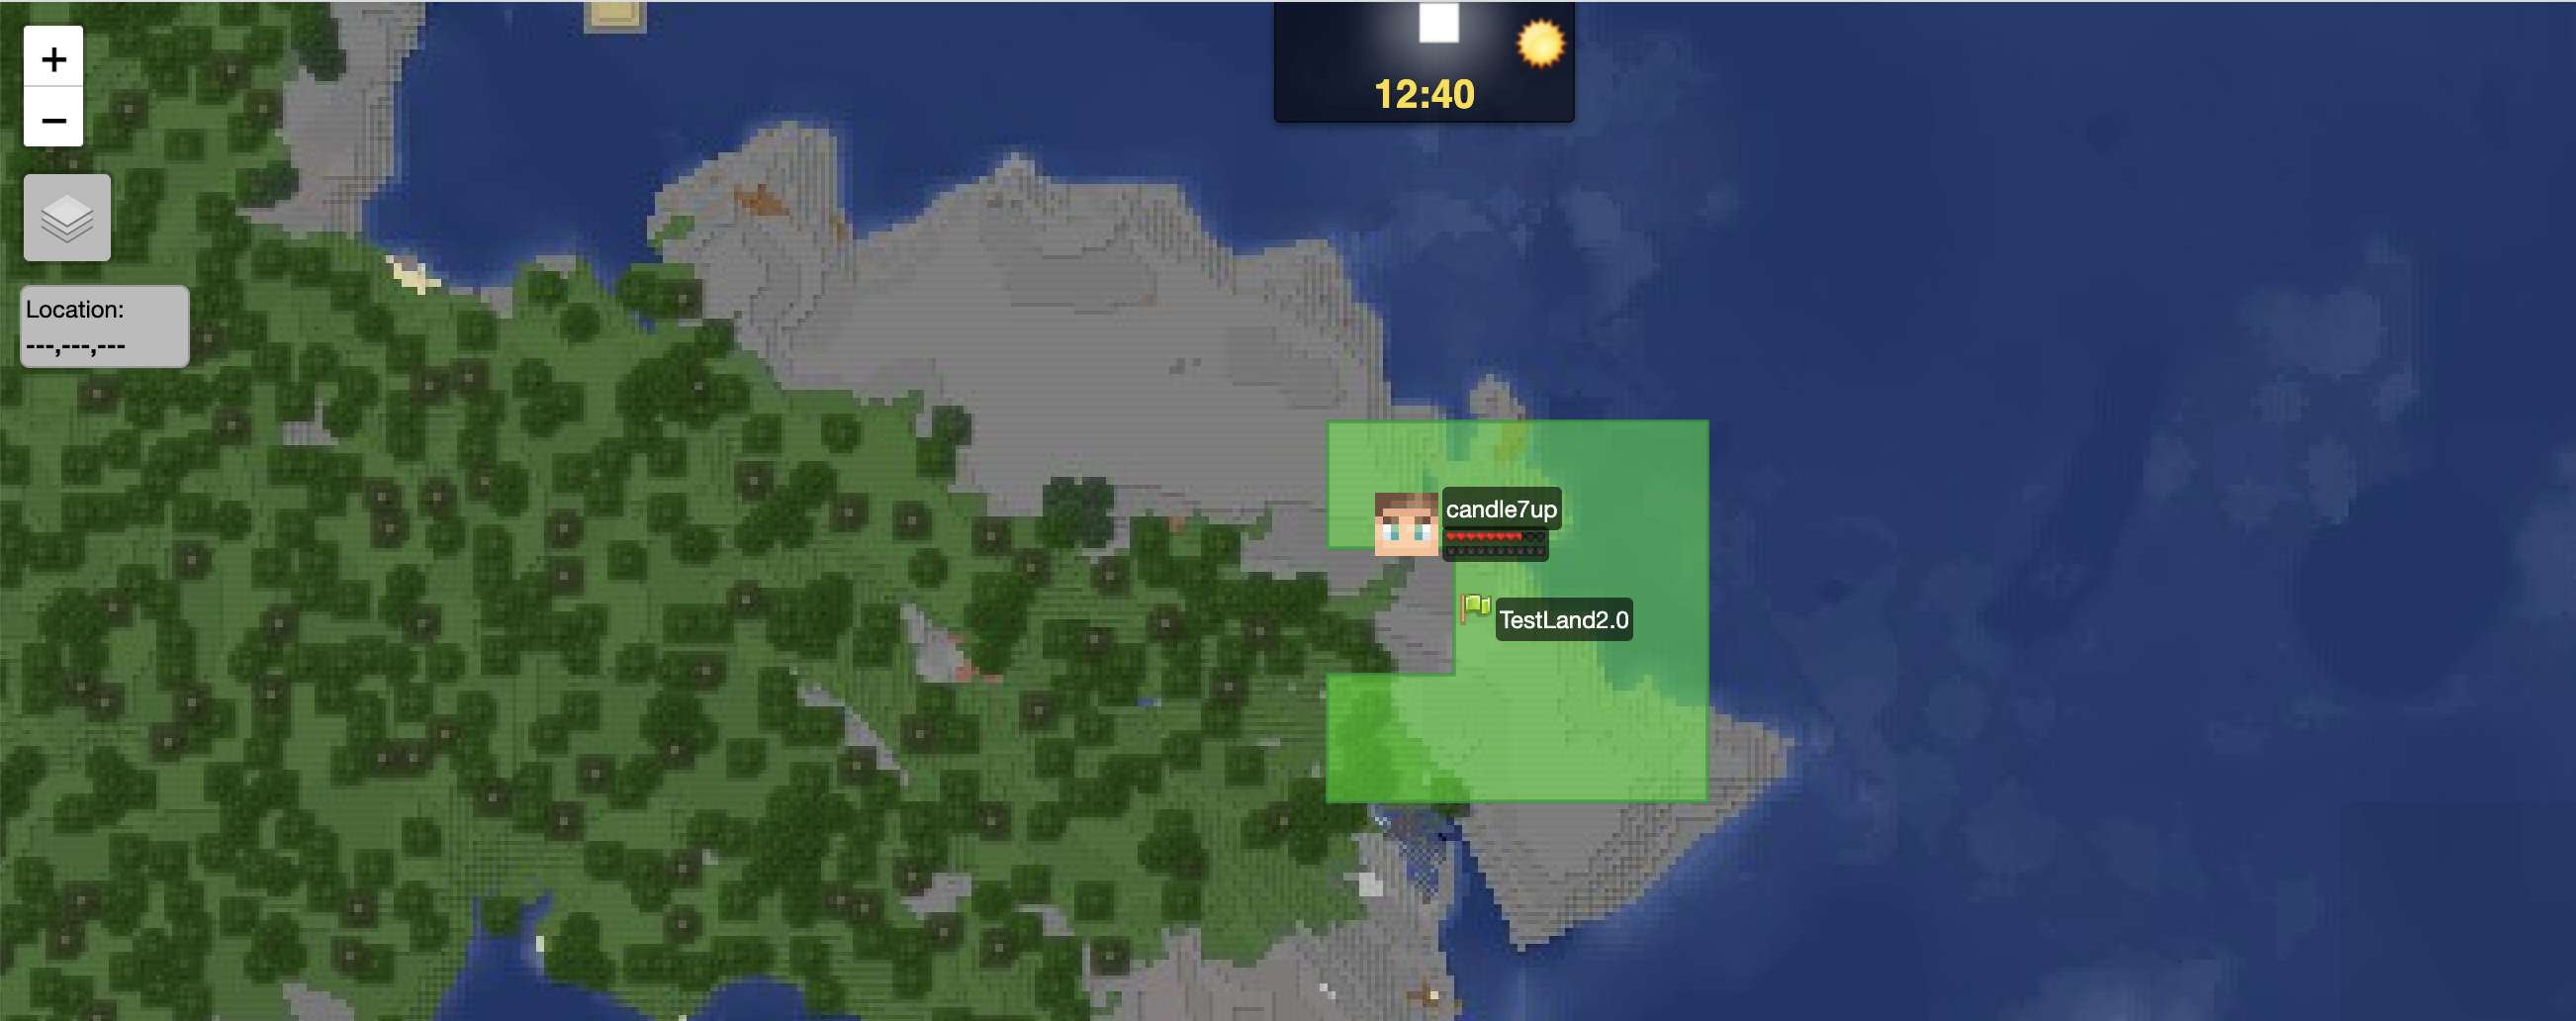 +
12:40
−
Location:
---,---,---
candle7up
TestLand2.0